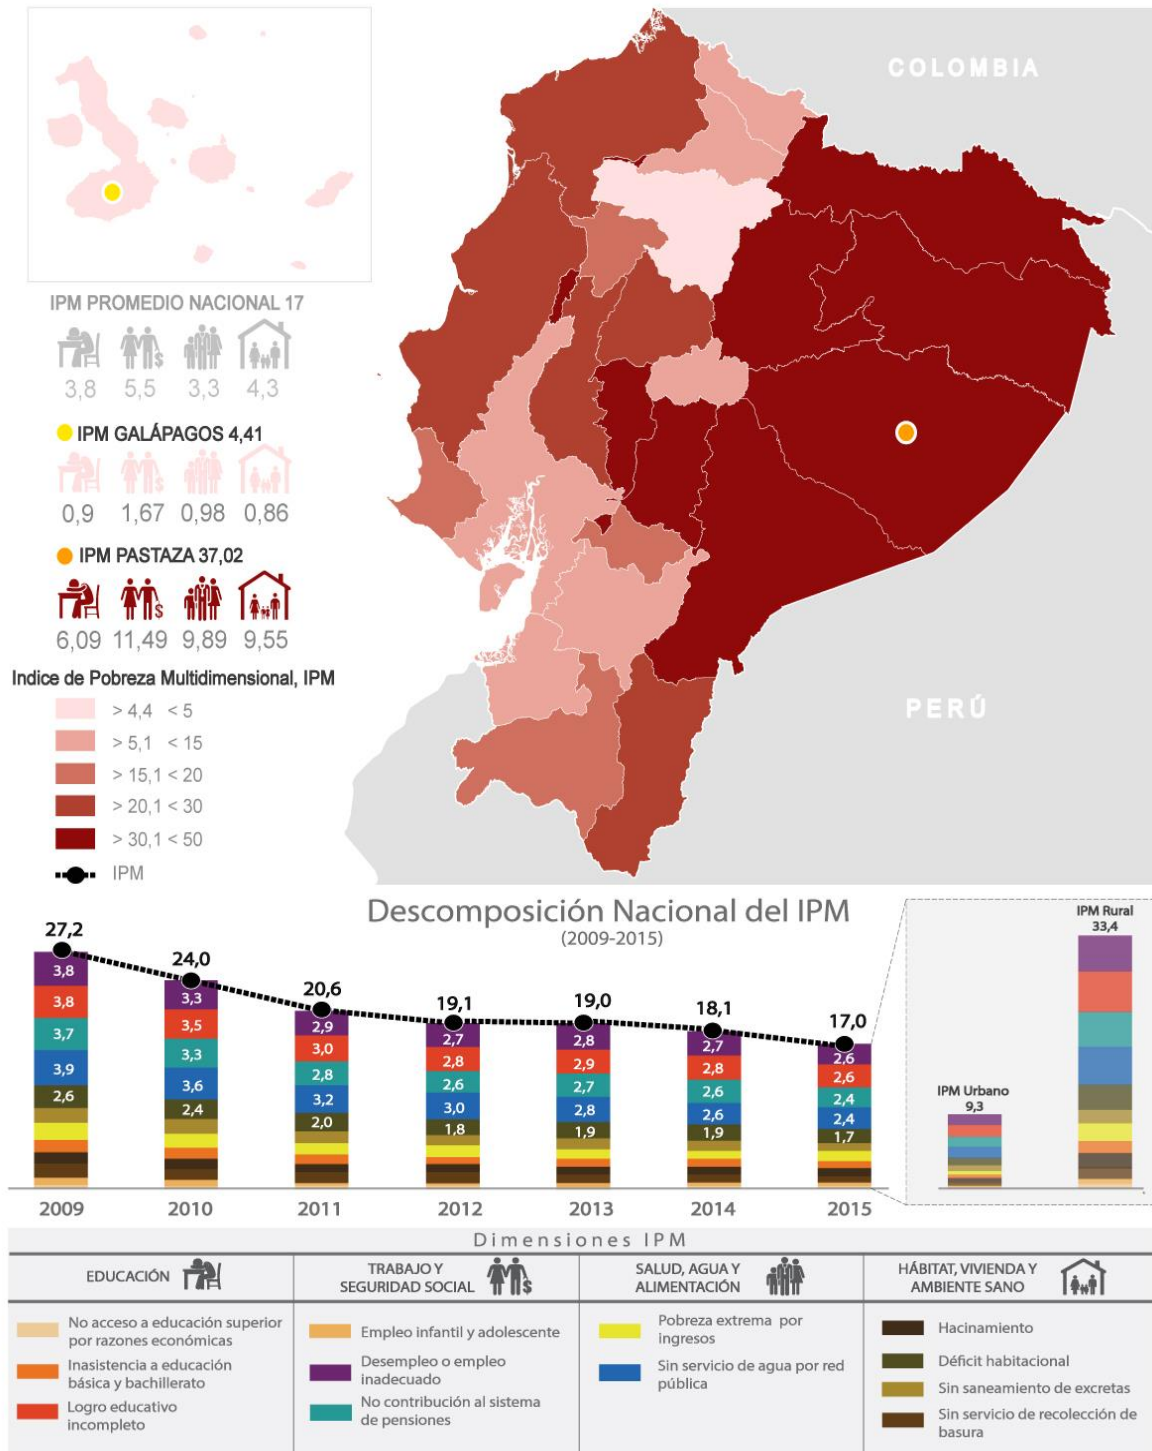 COLOMBIA
PERÚ
IPM PROMEDIO NACIONAL 17
3,8 5,5 3,3 4,3
IPM GALÁPAGOS 4,41
0,9 1,67 0,98 0,86
IPM PASTAZA 37,02
$
6,09 11,49 9,89 9,55
Indice de Pobreza Multidimensional, IPM
> 4,4 < 5
> 5,1 < 15
> 15,1 < 20
> 20,1 < 30
> 30,1 < 50
IPM
Descomposición Nacional del IPM
(2009-2015)
27,2
3,8
3,8
3,7
3,9
2,6
2009
24,0
3,3
3,5
3,3
3,6
2,4
2010
20,6
2,9
3,0
2,8
3,2
2,0
2011
19,1
2,7
2,8
2,6
3,0
1,8
2012
19,0
2,8
2,9
2,7
2,8
1,9
2013
18,1
2,7
2,8
2,6
2,6
1,9
2014
17,0
2,6
2,6
2,4
2,4
1,7
2015
IPM Urbano
9,3
IPM Rural
33,4
Dimensiones IPM
EDUCACIÓN
No acceso a educación superior
por razones económicas
Inasistencia a educación
básica y bachillerato
Logro educativo
incompleto
TRABAJO Y
SEGURIDAD SOCIAL
$
Empleo infantil y adolescente
Desempleo o empleo
inadecuado
No contribución al sistema
de pensiones
SALUD, AGUA Y
ALIMENTACIÓN
Pobreza extrema por
ingresos
Sin servicio de agua por red
pública
HÁBITAT, VIVIENDA Y
AMBIENTE SANO
Hacinamiento
Déficit habitacional
Sin saneamiento de excretas
Sin servicio de recolección de
basura